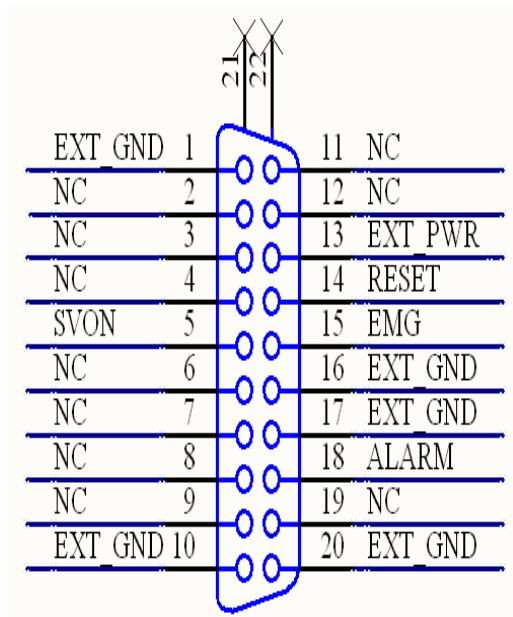 21 22
EXT_GND 1 11 NC
NC 2 12 NC
NC 3 13 EXT_PWR
NC 4 14 RESET
SVON 5 15 EMG
NC 6 16 EXT_GND
NC 7 17 EXT_GND
NC 8 18 ALARM
NC 9 19 NC
EXT_GND 10 20 EXT_GND